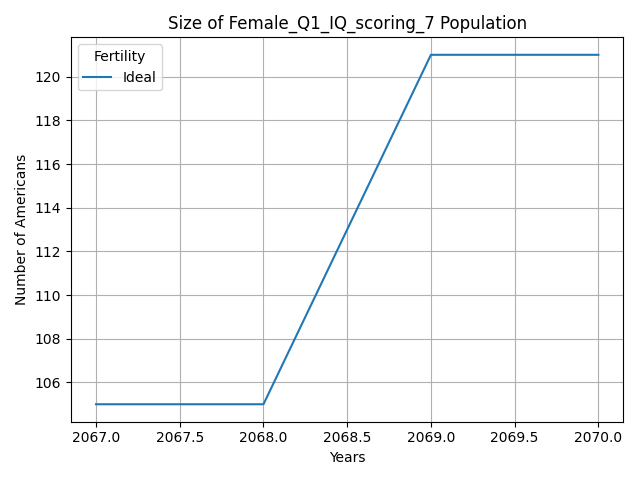 Size of Female_Q1_IQ_scoring_7 Population
Fertility
Ideal
Number of Americans
120
118
116
114
112
110
108
106
2067.0 2067.5 2068.0 2068.5 2069.0 2069.5 2070.0
Years